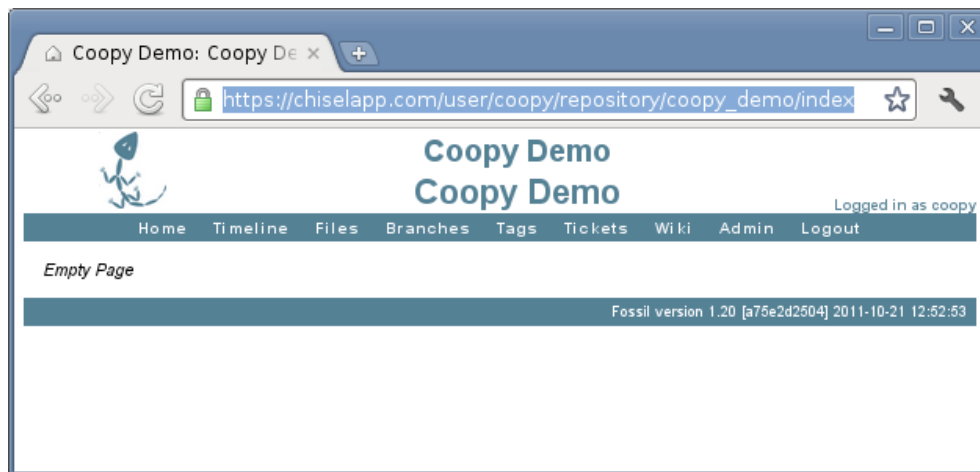 Coopy Demo: Coopy De
https://chiselapp.com/user/coopy/repository/coopy_demo/index
Coopy Demo
Coopy Demo
Logged in as coopy
Home Timeline Files Branches Tags Tickets Wiki Admin Logout
Empty Page
Fossil version 1.20 [a75e2d2504] 2011-10-21 12:52:53